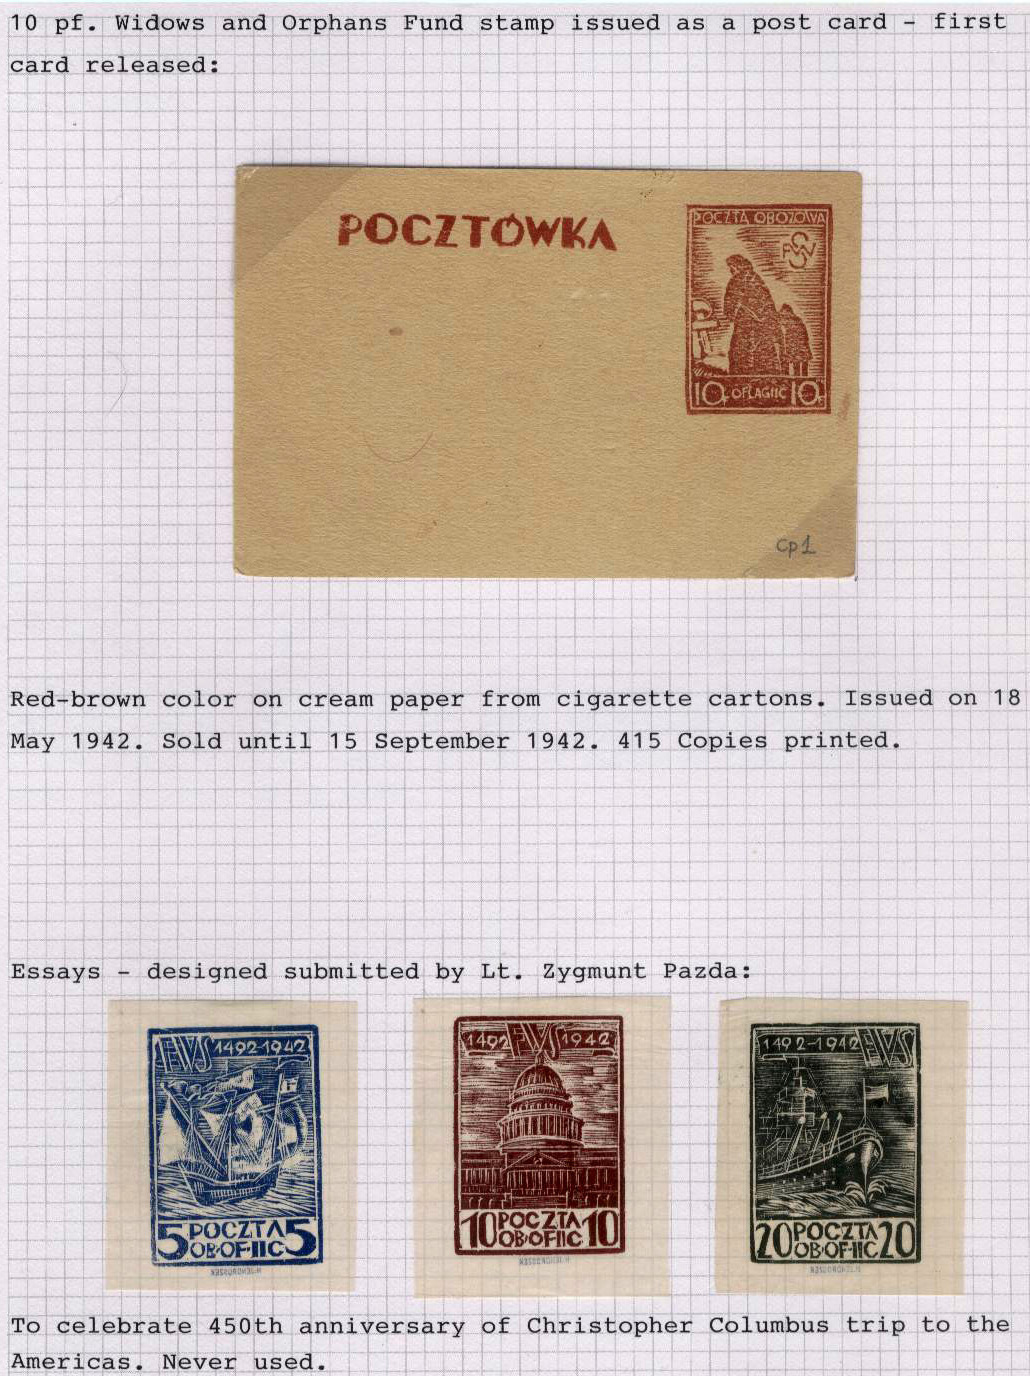 10 pf. Widows and Orphans Fund stamp issued as a post card - first
card released:
POCZTÓWKA
POCZTA OBOZOWA
10 OFLAG IIC 10
Cp1
Red-brown color on cream paper from cigarette cartons. Issued on 18
May 1942. Sold until 15 September 1942. 415 Copies printed.
Essays - designed submitted by Lt. Zygmunt Pazda:
FWS 1492-1942
5 POCZTA 5
OB·OF·IIC
1492 FWS 1942
10 POCZTA 10
OB·OF·IIC
1492-1942 FWS
20 POCZTA 20
OB·OF·IIC
To celebrate 450th anniversary of Christopher Columbus trip to the
Americas. Never used.